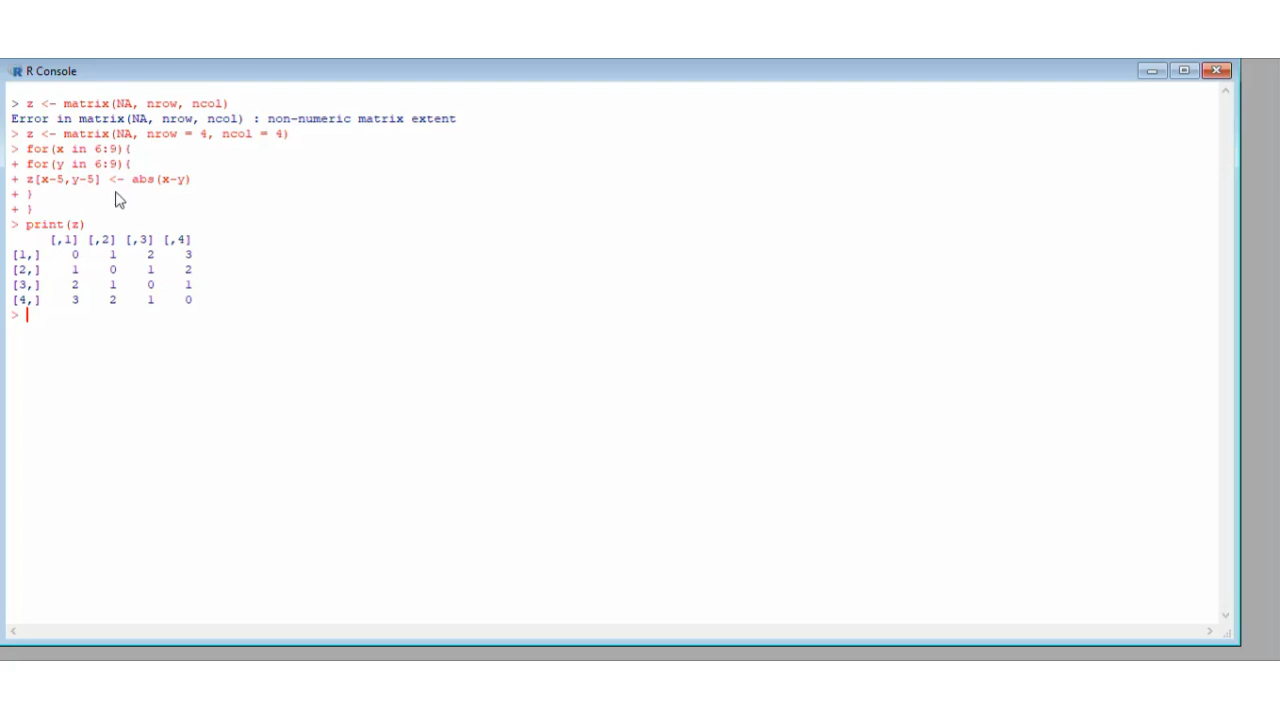 R Console
> z <- matrix(NA, nrow, ncol)
Error in matrix(NA, nrow, ncol) : non-numeric matrix extent
> z <- matrix(NA, nrow = 4, ncol = 4)
> for(x in 6:9){
+ for(y in 6:9){
+ z[x-5,y-5] <- abs(x-y)
+ }
+ }
> print(z)
     [,1] [,2] [,3] [,4]
[1,]    0    1    2    3
[2,]    1    0    1    2
[3,]    2    1    0    1
[4,]    3    2    1    0
>